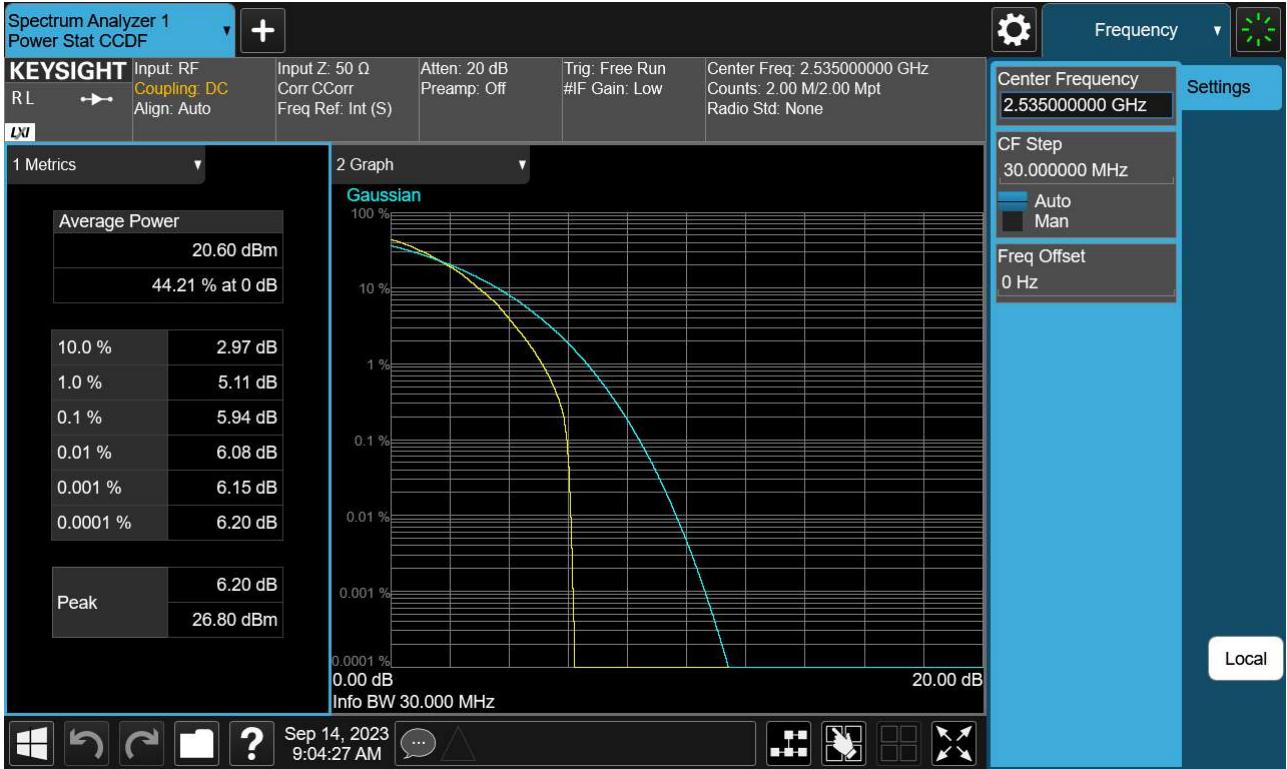 Spectrum Analyzer 1
Power Stat CCDF
+
Frequency
KEYSIGHT
R L
LXI
Input: RF
Coupling: DC
Align: Auto
Input Z: 50 Ω
Corr CCorr
Freq Ref: Int (S)
Atten: 20 dB
Preamp: Off
Trig: Free Run
#IF Gain: Low
Center Freq: 2.535000000 GHz
Counts: 2.00 M/2.00 Mpt
Radio Std: None
Center Frequency
2.535000000 GHz
Settings
CF Step
30.000000 MHz
Auto
Man
Freq Offset
0 Hz
Local
1 Metrics
Average Power
20.60 dBm
44.21 % at 0 dB
10.0 % 2.97 dB
1.0 % 5.11 dB
0.1 % 5.94 dB
0.01 % 6.08 dB
0.001 % 6.15 dB
0.0001 % 6.20 dB
Peak 6.20 dB
26.80 dBm
2 Graph
Gaussian
100 %
10 %
1 %
0.1 %
0.01 %
0.001 %
0.0001 %
0.00 dB 20.00 dB
Info BW 30.000 MHz
?
Sep 14, 2023
9:04:27 AM